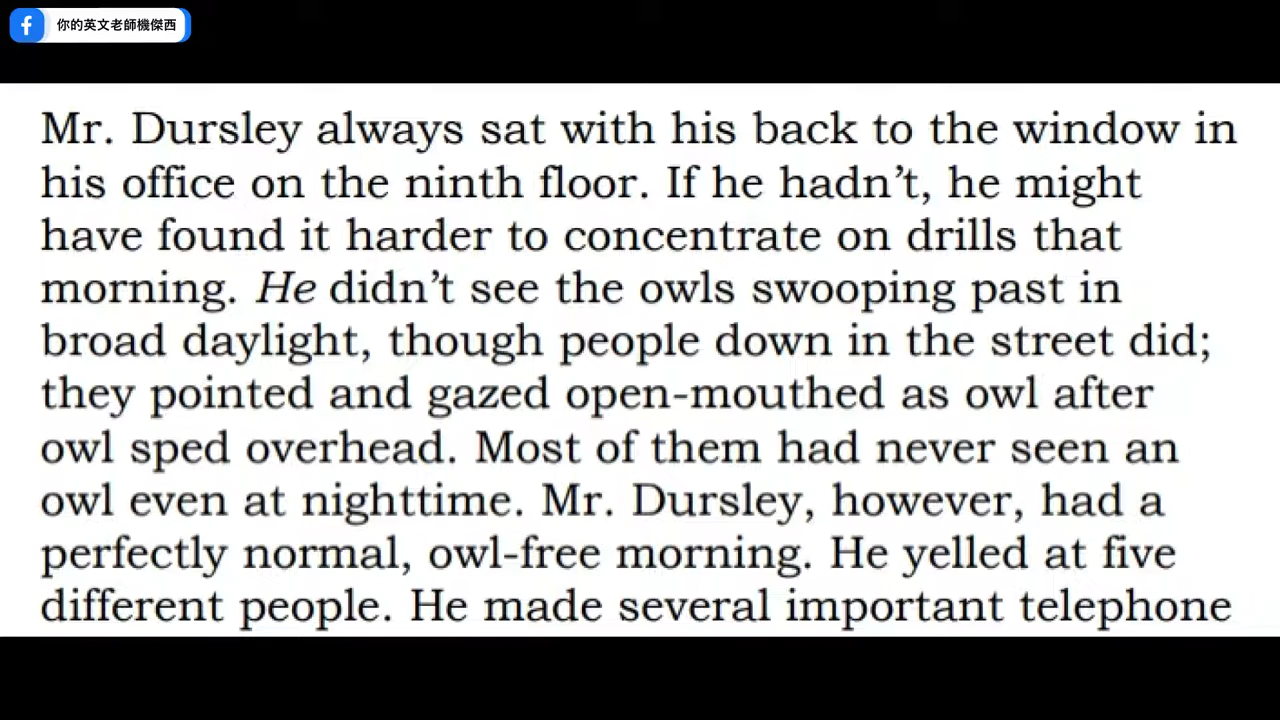 你的英文老師機傑西
Mr. Dursley always sat with his back to the window in
his office on the ninth floor. If he hadn’t, he might
have found it harder to concentrate on drills that
morning. He didn’t see the owls swooping past in
broad daylight, though people down in the street did;
they pointed and gazed open-mouthed as owl after
owl sped overhead. Most of them had never seen an
owl even at nighttime. Mr. Dursley, however, had a
perfectly normal, owl-free morning. He yelled at five
different people. He made several important telephone